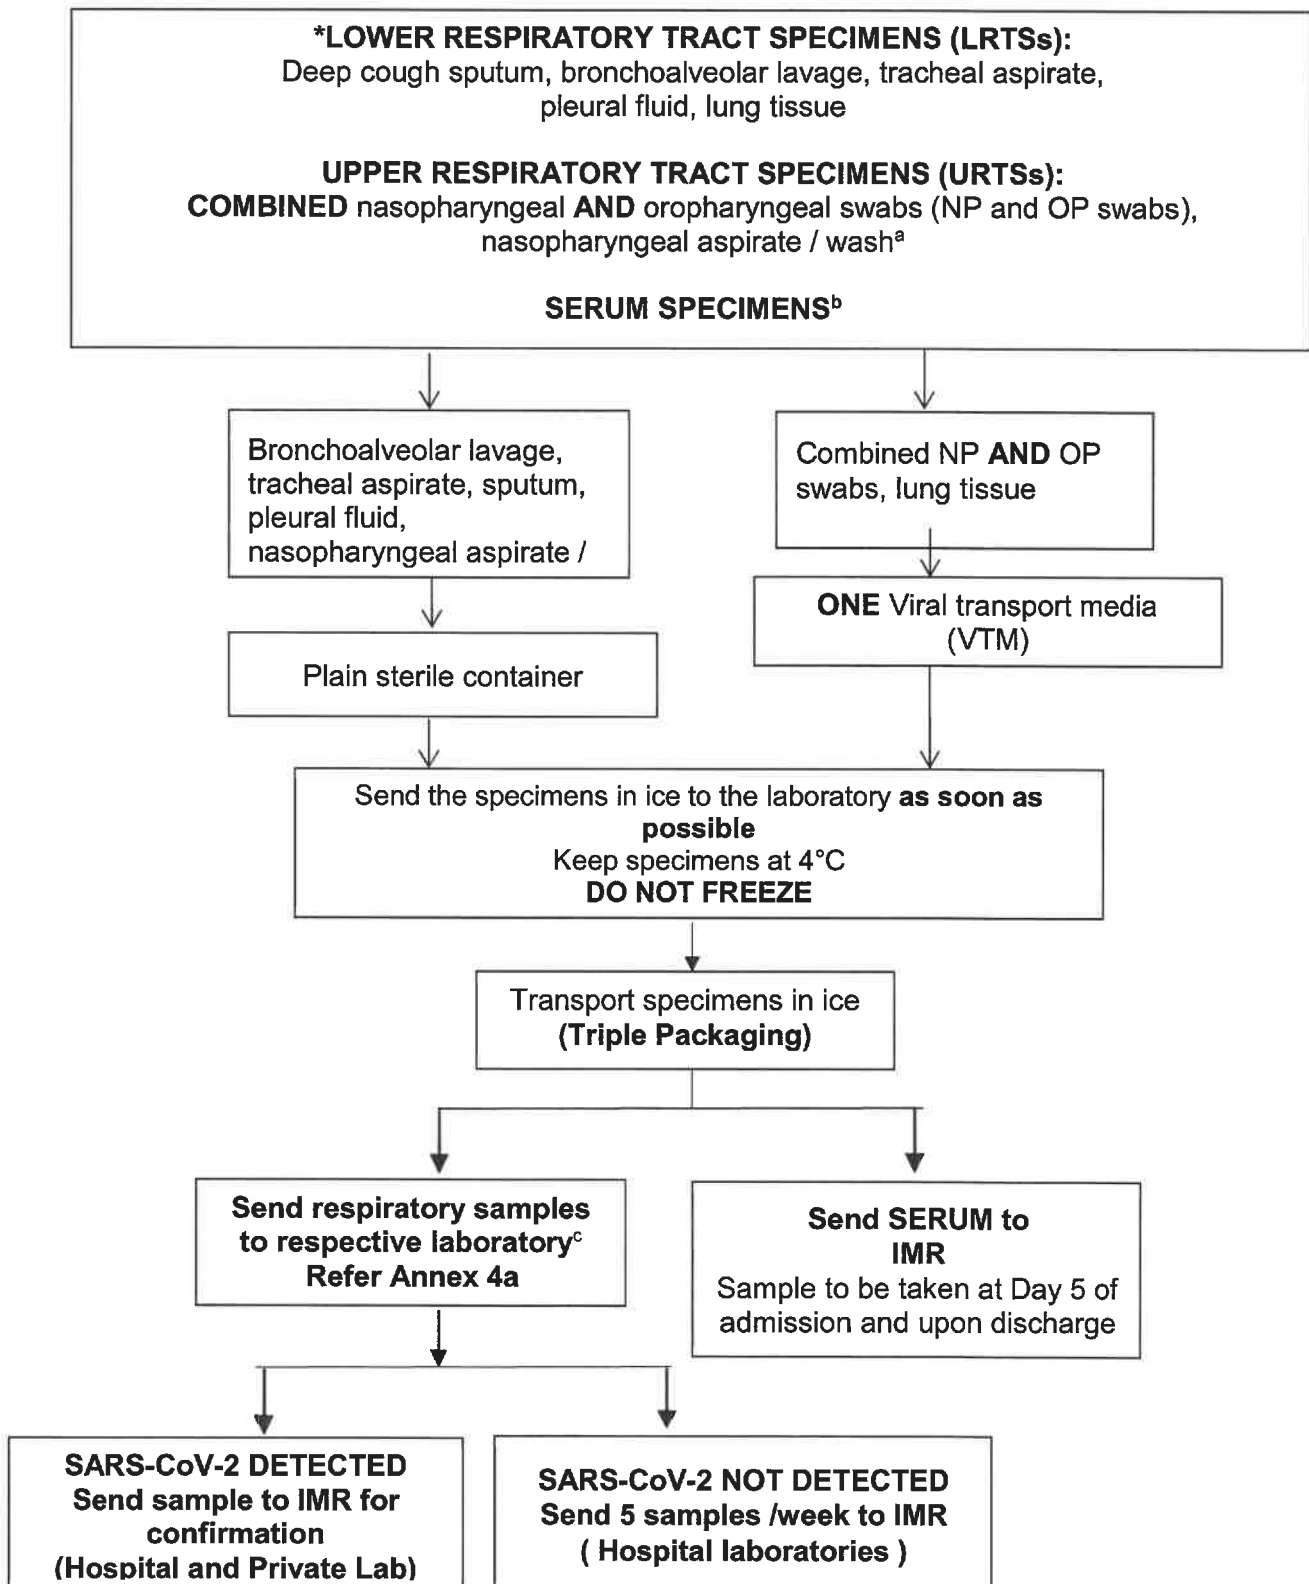 *LOWER RESPIRATORY TRACT SPECIMENS (LRTSs):
Deep cough sputum, bronchoalveolar lavage, tracheal aspirate,
pleural fluid, lung tissue
UPPER RESPIRATORY TRACT SPECIMENS (URTSs):
COMBINED nasopharyngeal AND oropharyngeal swabs (NP and OP swabs),
nasopharyngeal aspirate / washᵃ
SERUM SPECIMENSᵇ
Bronchoalveolar lavage,
tracheal aspirate, sputum,
pleural fluid,
nasopharyngeal aspirate /
Combined NP AND OP
swabs, lung tissue
Plain sterile container
ONE Viral transport media
(VTM)
Send the specimens in ice to the laboratory as soon as
possible
Keep specimens at 4°C
DO NOT FREEZE
Transport specimens in ice
(Triple Packaging)
Send respiratory samples
to respective laboratoryᶜ
Refer Annex 4a
Send SERUM to
IMR
Sample to be taken at Day 5 of
admission and upon discharge
SARS-CoV-2 DETECTED
Send sample to IMR for
confirmation
(Hospital and Private Lab)
SARS-CoV-2 NOT DETECTED
Send 5 samples /week to IMR
( Hospital laboratories )